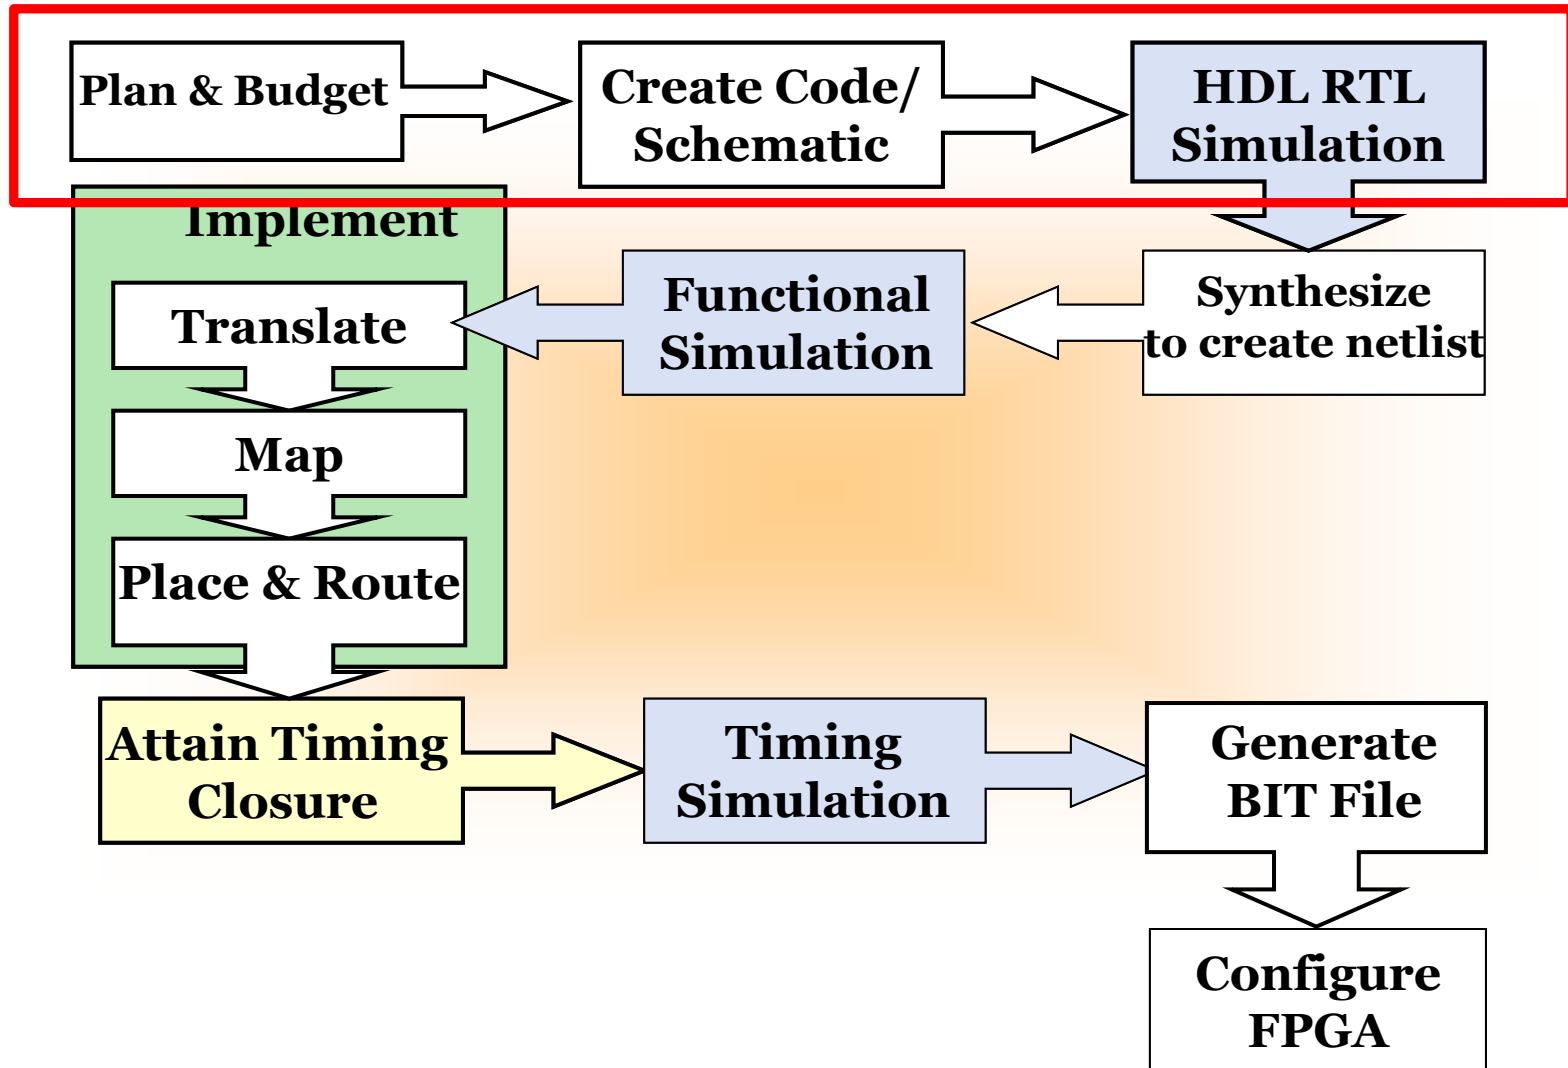 Plan & Budget
Create Code/
Schematic
HDL RTL
Simulation
Implement
Translate
Functional
Simulation
Synthesize
to create netlist
Map
Place & Route
Attain Timing
Closure
Timing
Simulation
Generate
BIT File
Configure
FPGA